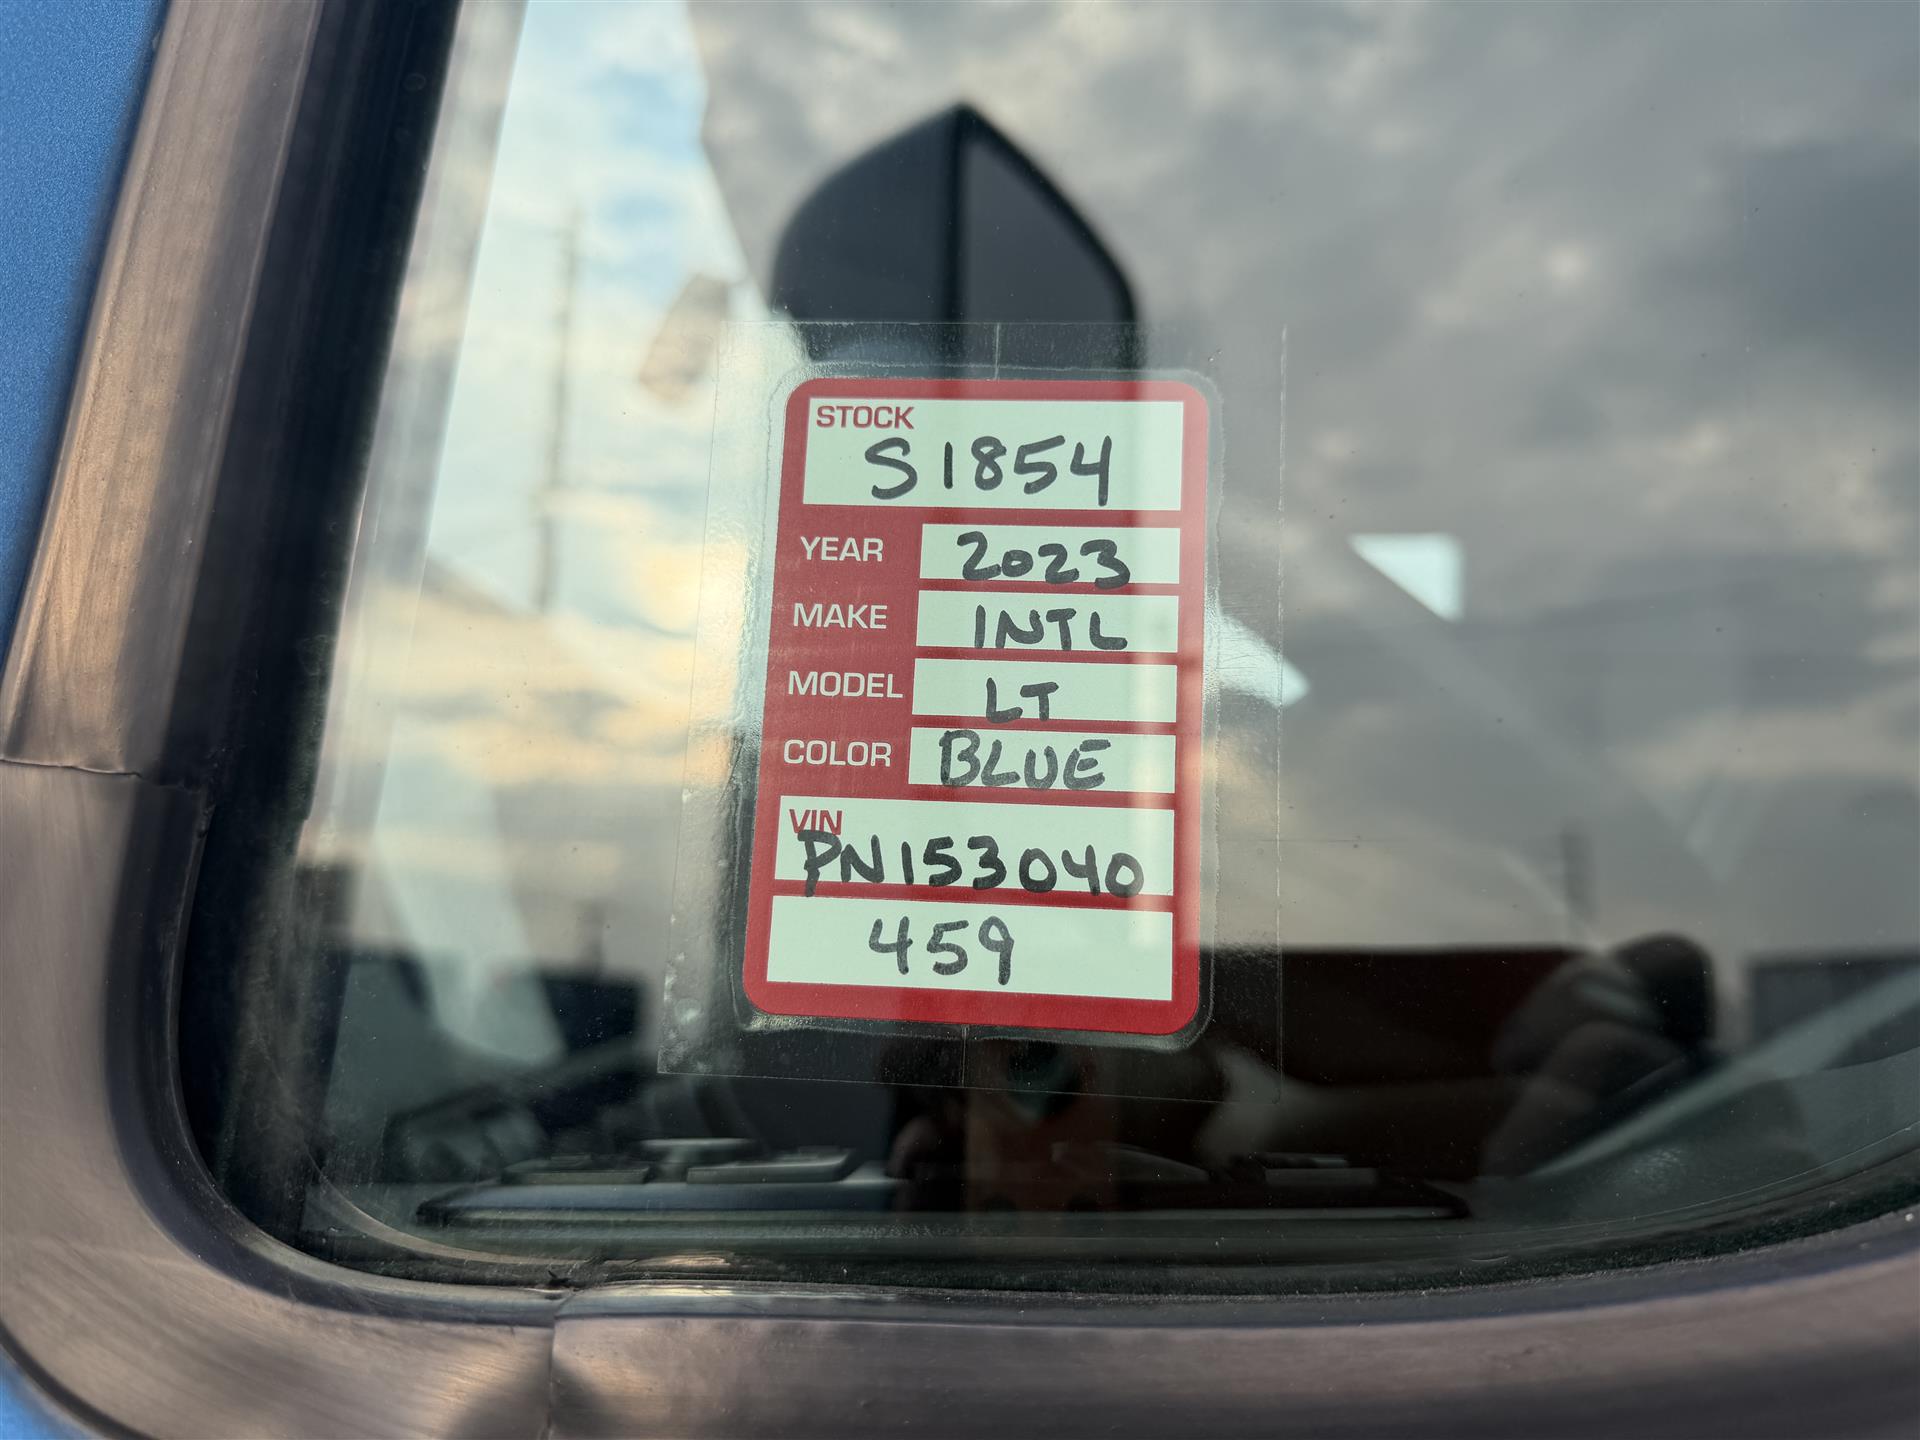 STOCK
S1854
YEAR 2023
MAKE INTL
MODEL LT
COLOR BLUE
VIN
PN153040
459